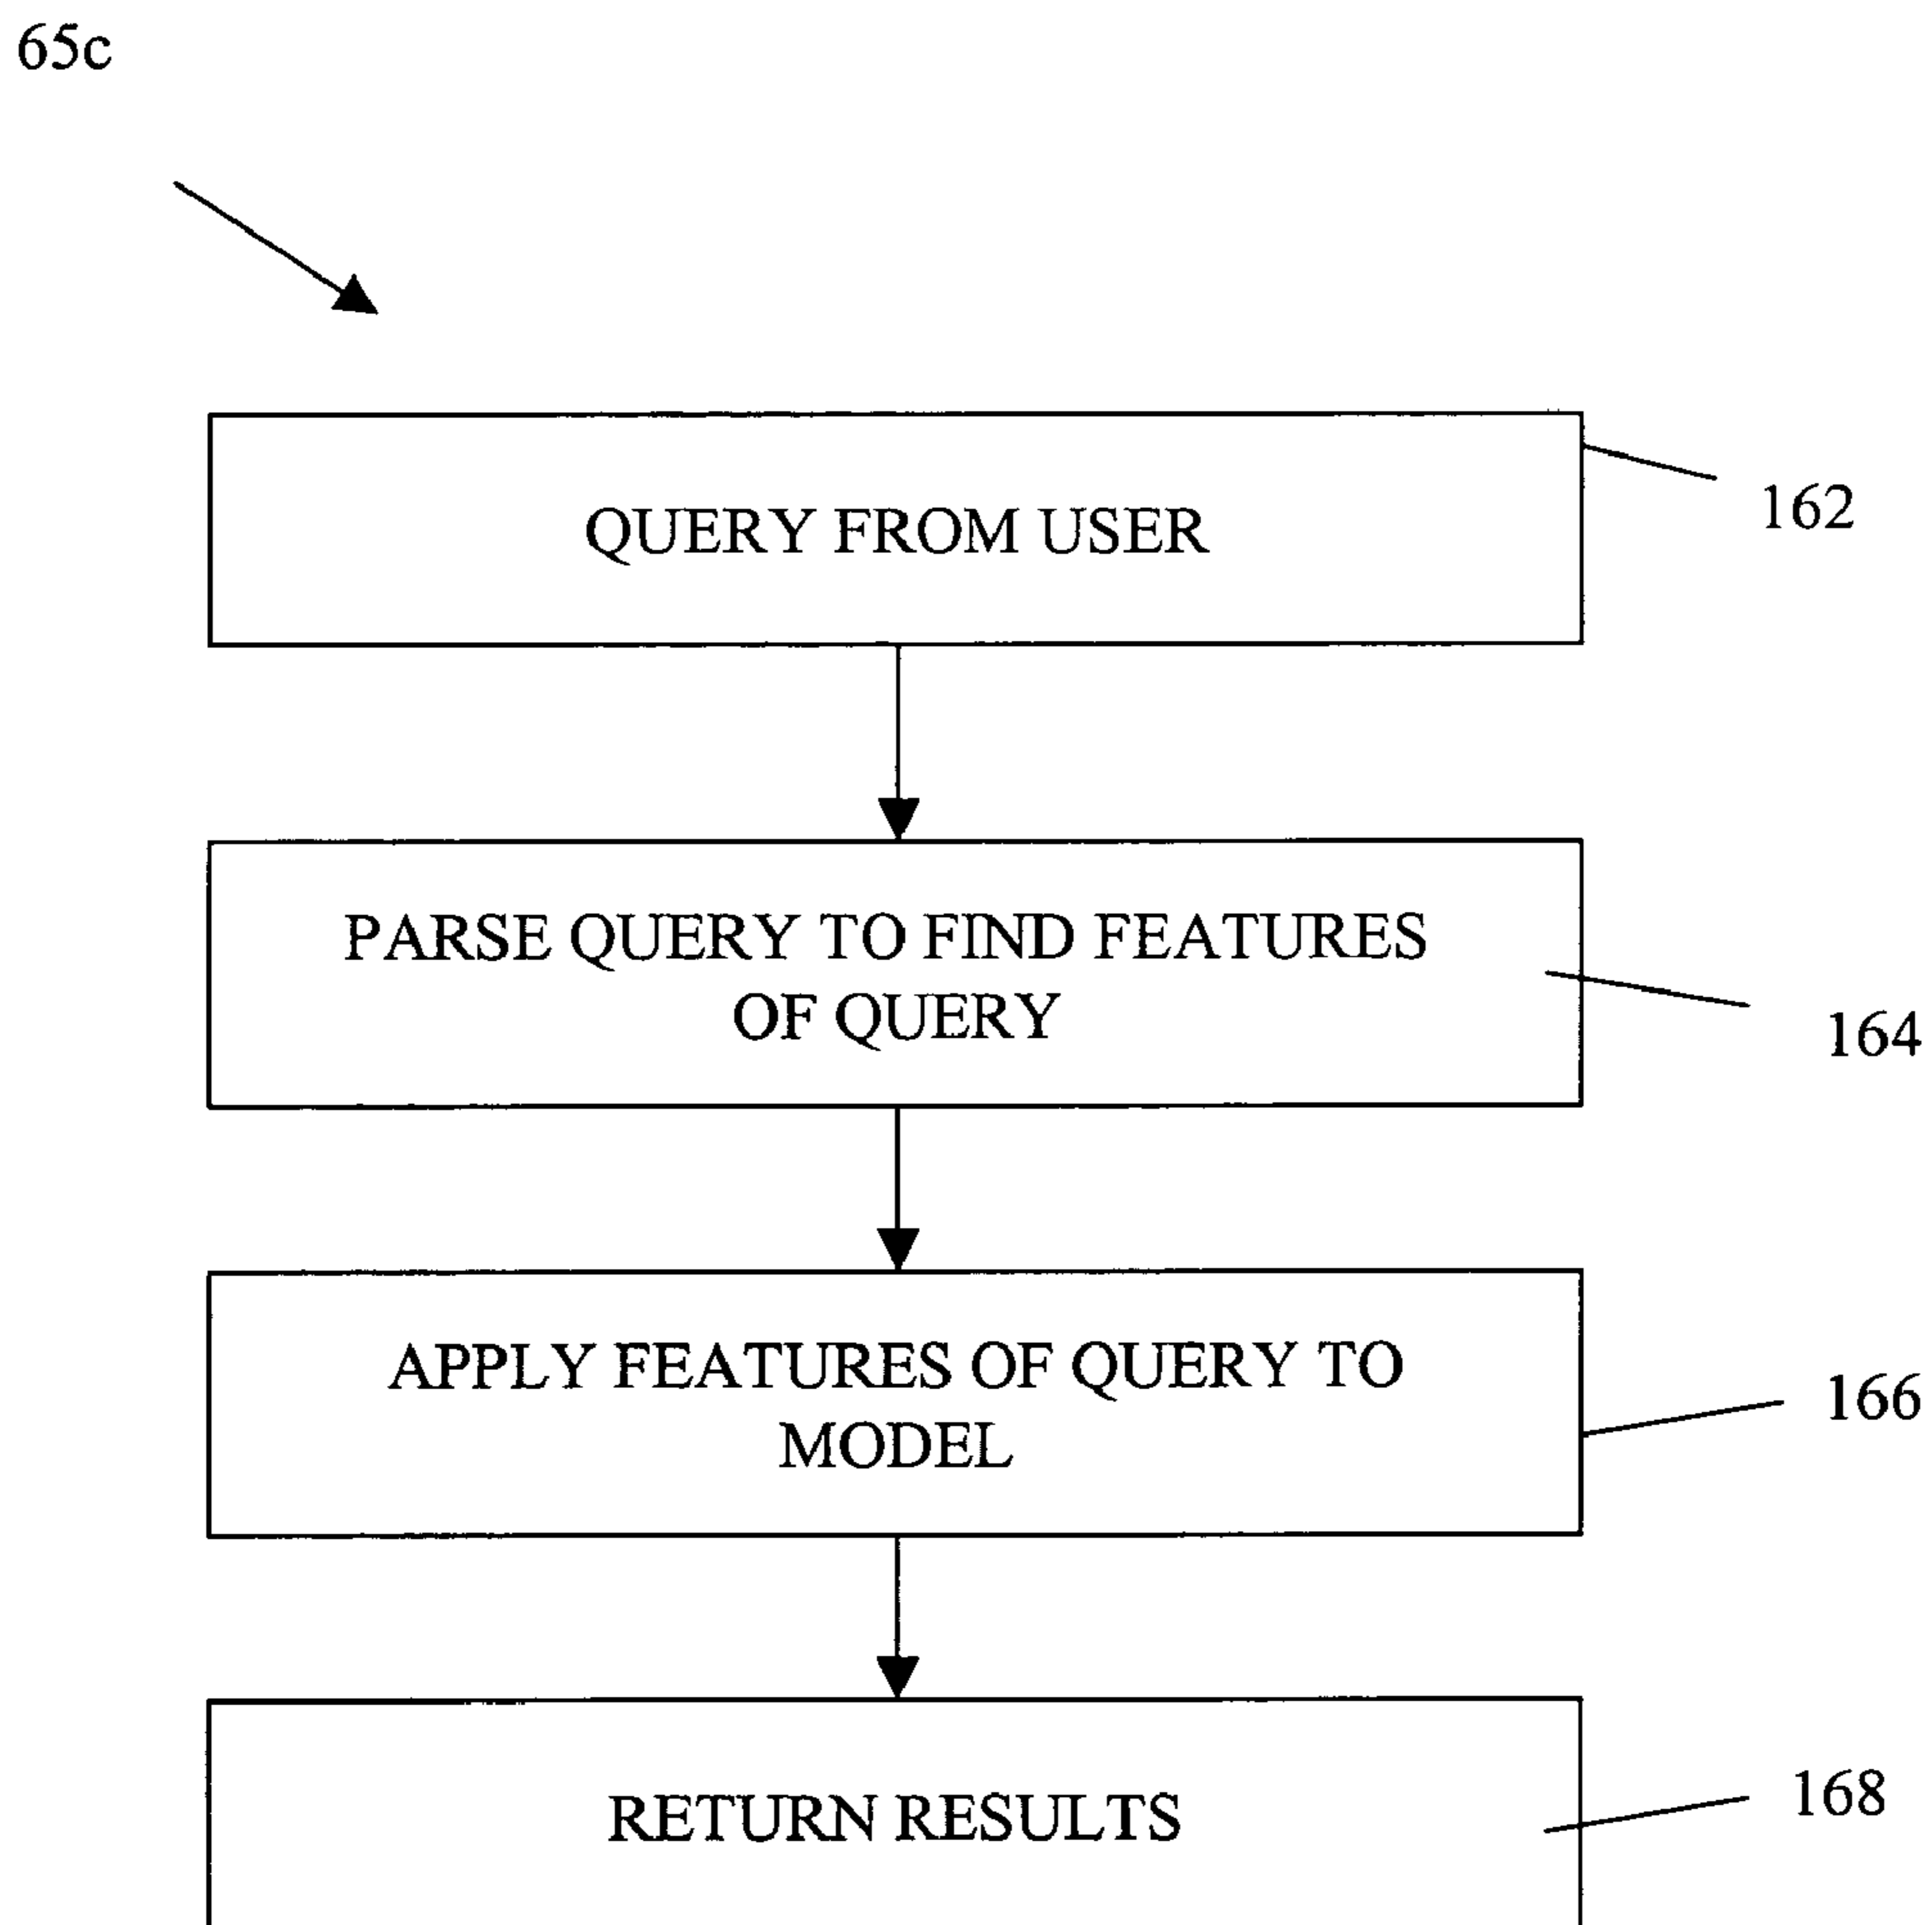 65c
QUERY FROM USER
162
PARSE QUERY TO FIND FEATURES
OF QUERY
164
APPLY FEATURES OF QUERY TO
MODEL
166
RETURN RESULTS
168